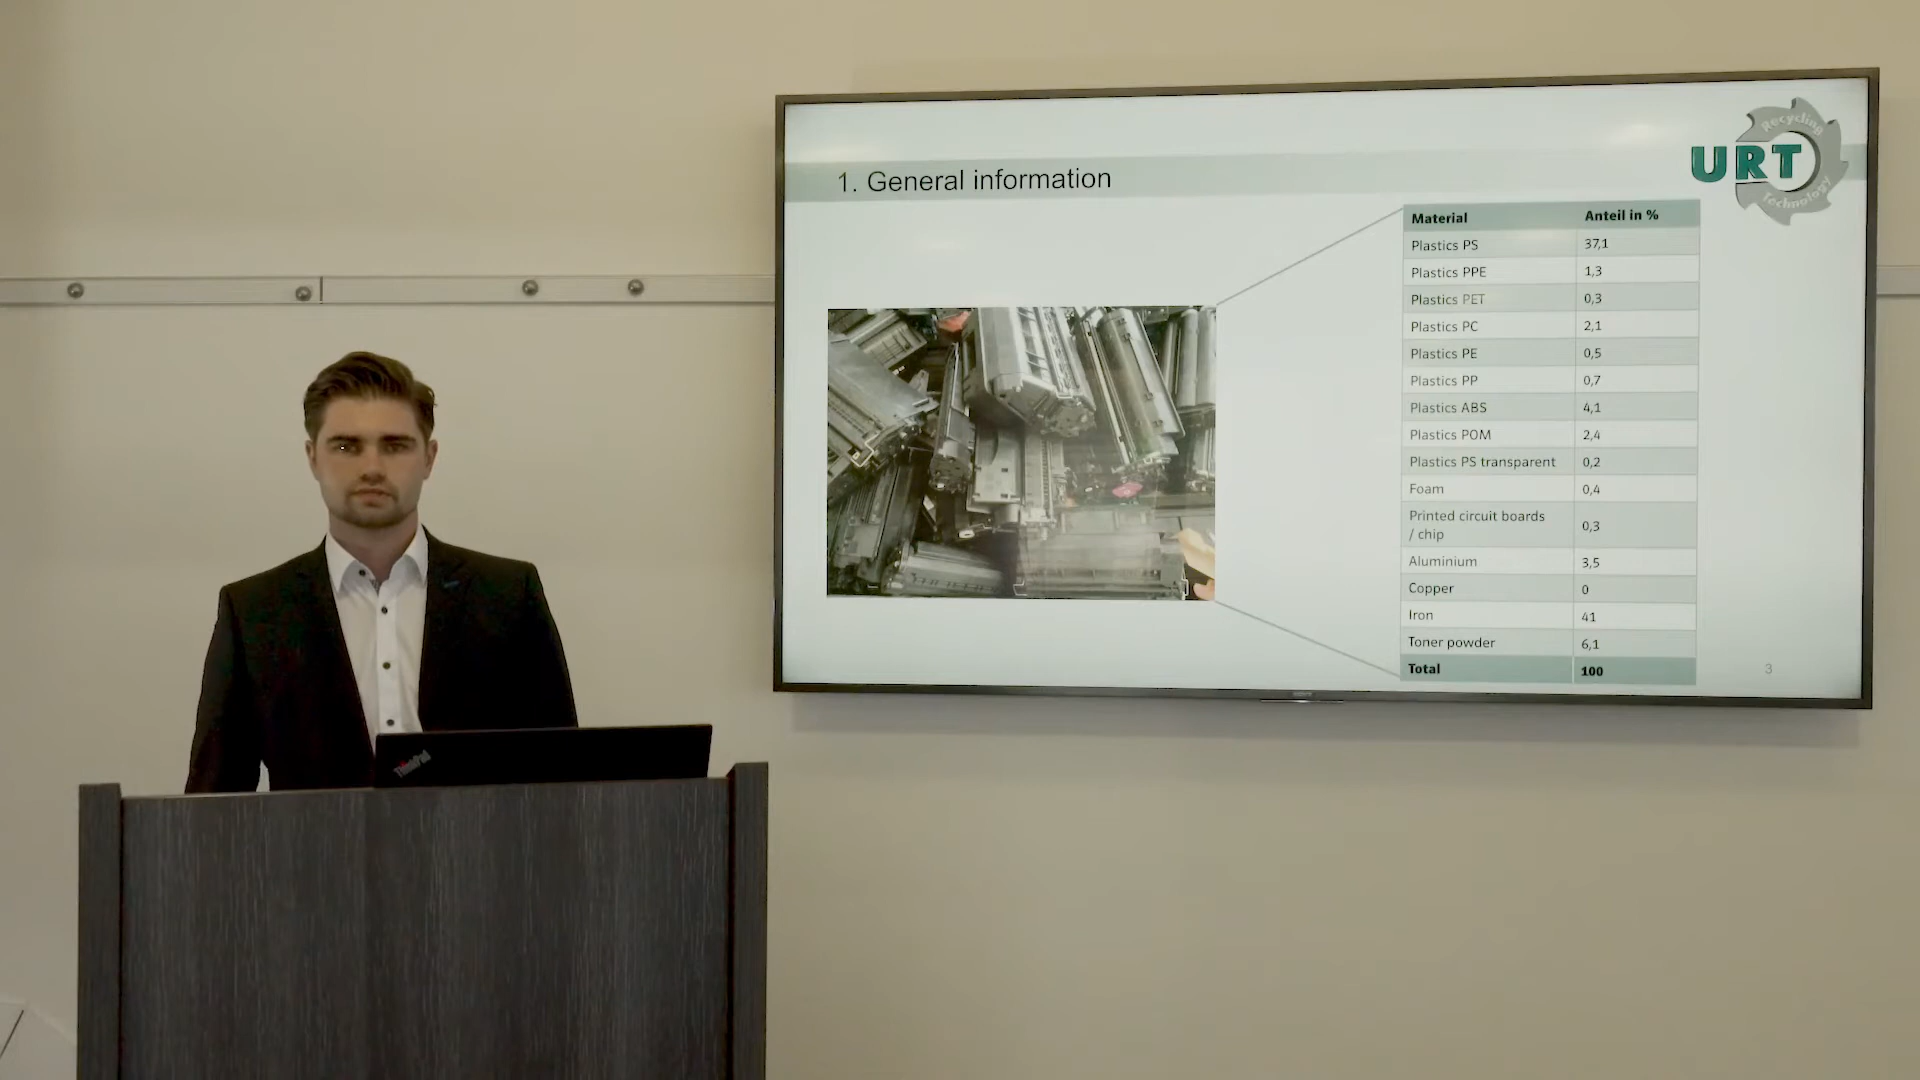 1. General information
Recycling
URT
Technology
Material Anteil in %
Plastics PS 37,1
Plastics PPE 1,3
Plastics PET 0,3
Plastics PC 2,1
Plastics PE 0,5
Plastics PP 0,7
Plastics ABS 4,1
Plastics POM 2,4
Plastics PS transparent 0,2
Foam 0,4
Printed circuit boards
/ chip 0,3
Aluminium 3,5
Copper 0
Iron 41
Toner powder 6,1
Total 100
3
ThinkPad